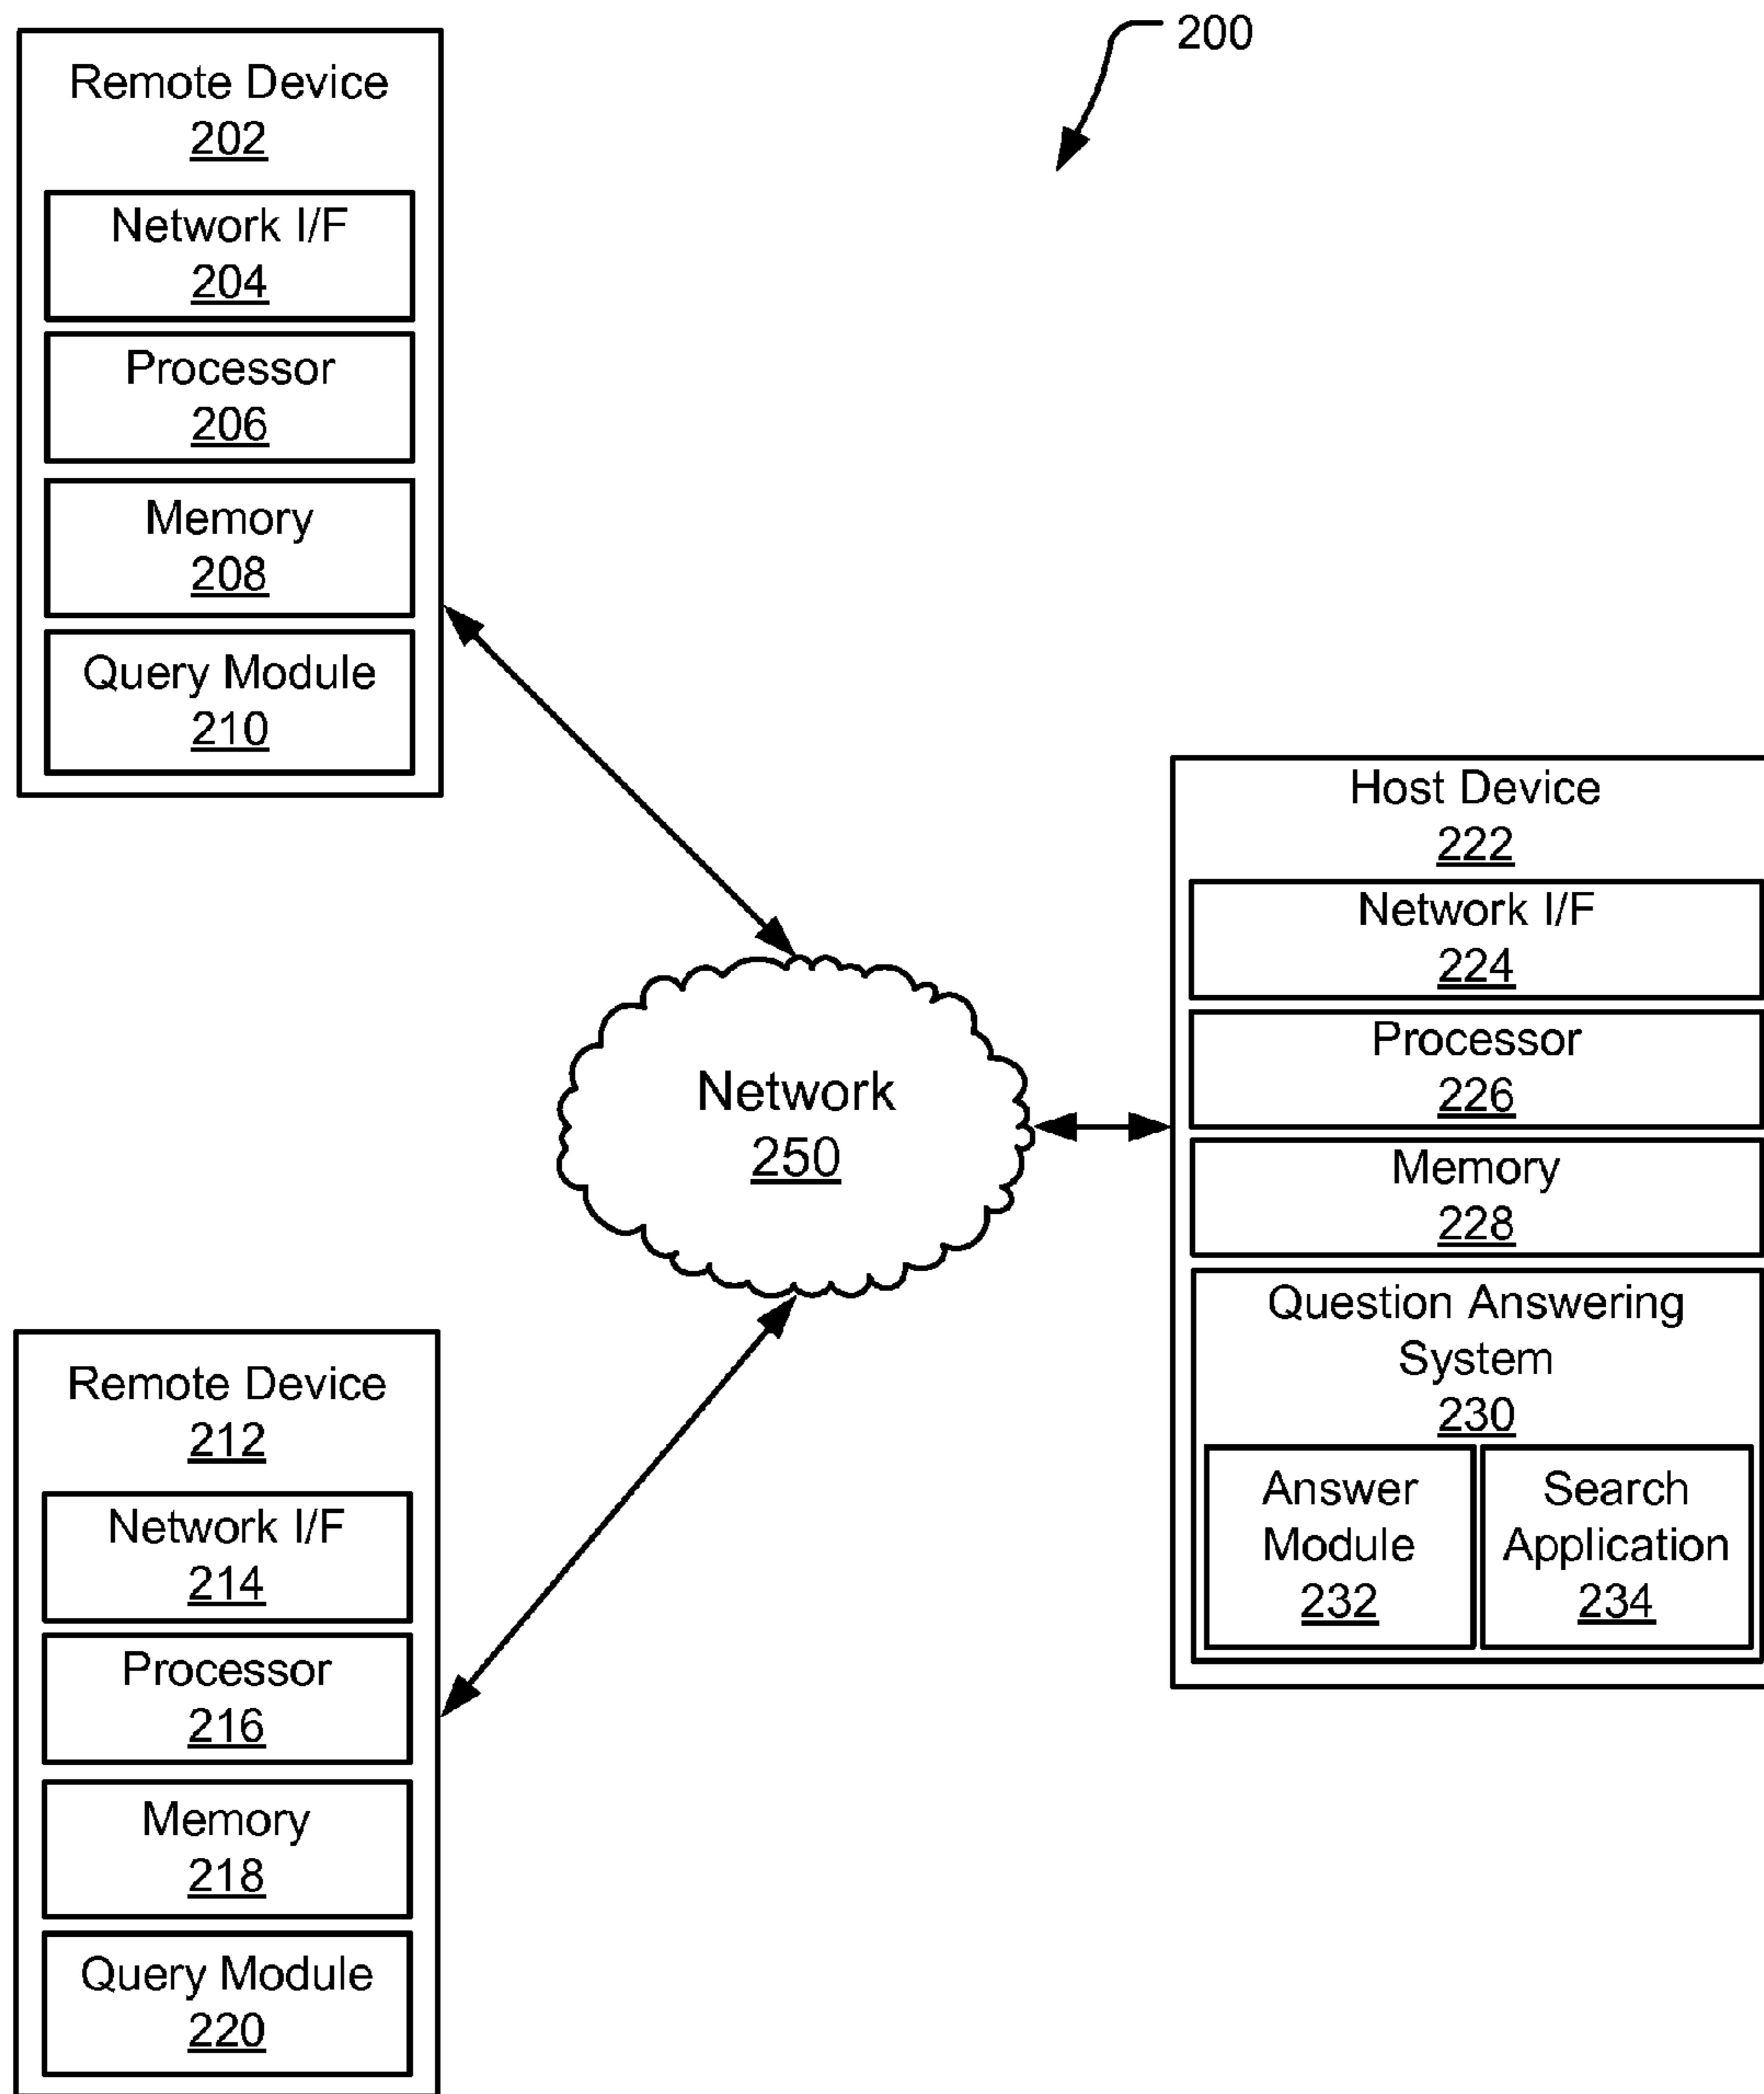 200
Remote Device
202
Network I/F
204
Processor
206
Memory
208
Query Module
210
Host Device
222
Network I/F
224
Processor
226
Memory
228
Question Answering
System
230
Answer
Module
232
Search
Application
234
Network
250
Remote Device
212
Network I/F
214
Processor
216
Memory
218
Query Module
220